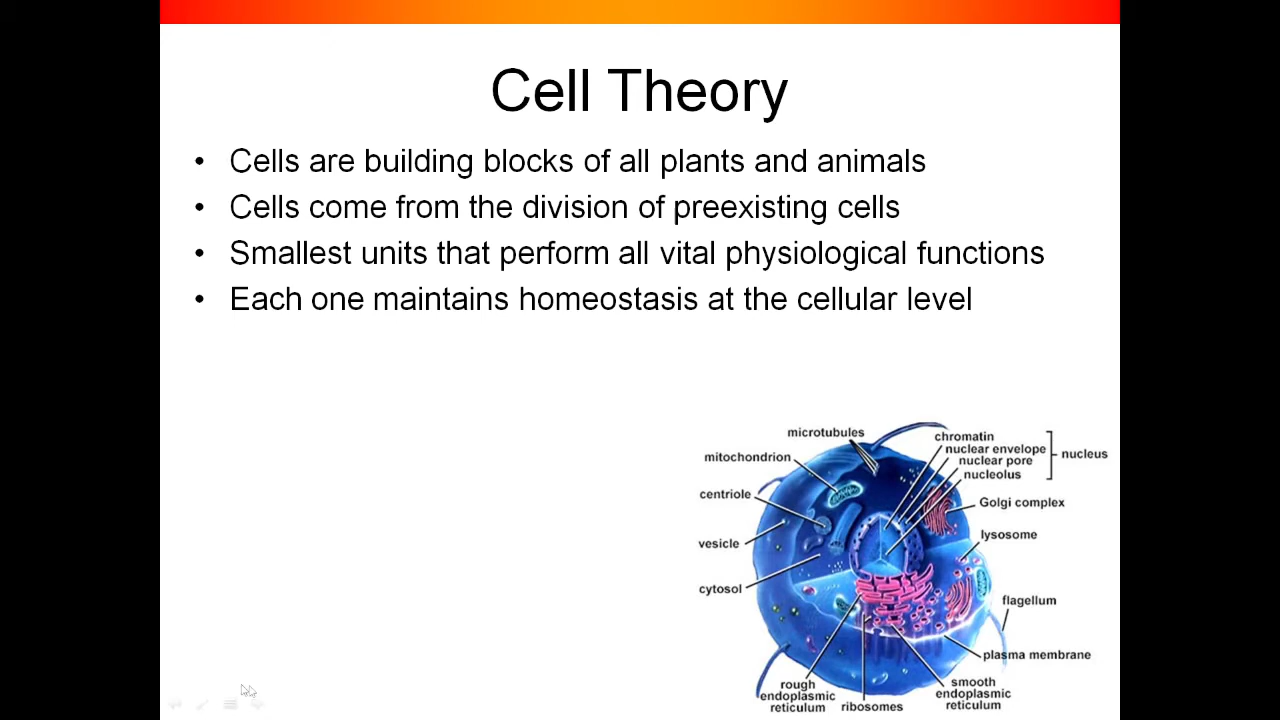 Cell Theory
• Cells are building blocks of all plants and animals
• Cells come from the division of preexisting cells
• Smallest units that perform all vital physiological functions
• Each one maintains homeostasis at the cellular level
microtubules
mitochondrion
centriole
vesicle
cytosol
rough
endoplasmic
reticulum
ribosomes
smooth
endoplasmic
reticulum
chromatin
nuclear envelope
nuclear pore
nucleolus
nucleus
Golgi complex
lysosome
flagellum
plasma membrane